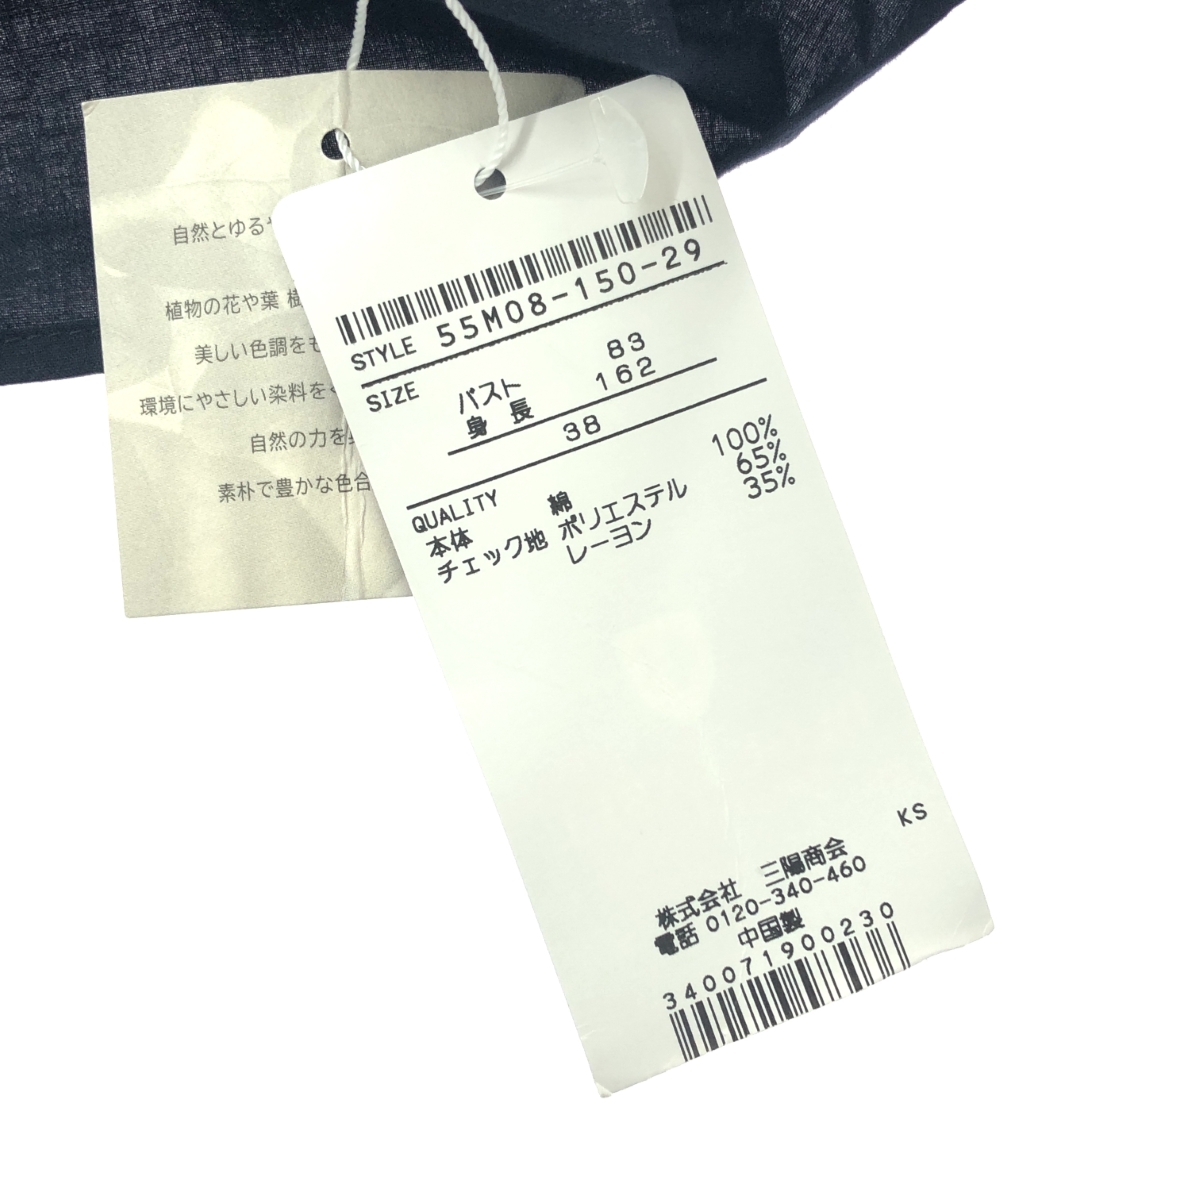 自然とゆるや
植物の花や葉 樹
美しい色調をも
環境にやさしい染料を
自然の力を
素朴で豊かな色合
STYLE 55M08-150-29
SIZE バスト 83
身長 162
38
QUALITY
本体 綿 100%
チェック地 ポリエステル 65%
レーヨン 35%
KS
株式会社 三陽商会
電話 0120-340-460
中国製
340071900230